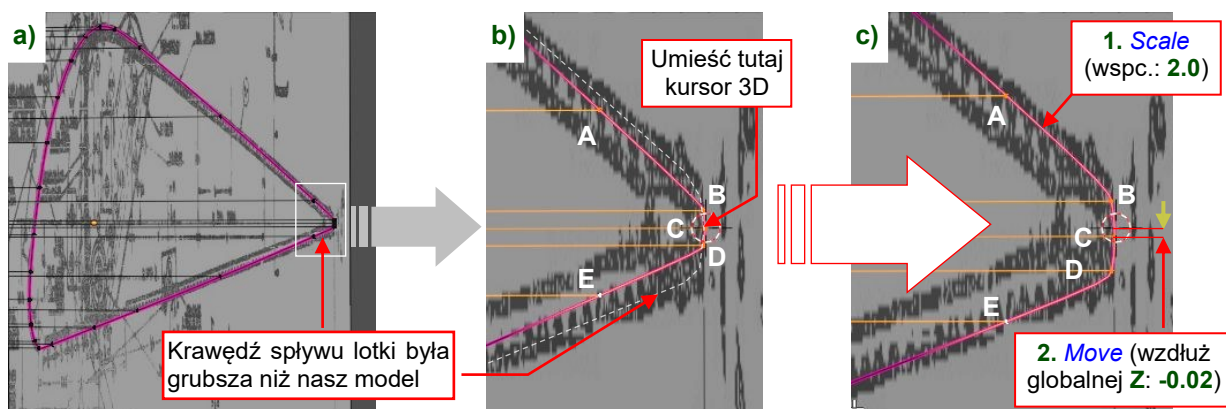 a)
Krawędź spływu lotki była
grubsza niż nasz model
b)
Umieść tutaj
kursor 3D
A
B
C
D
E
c)
1. Scale
(wspc.: 2.0)
A
B
C
D
E
2. Move (wzdłuż
globalnej Z: -0.02)